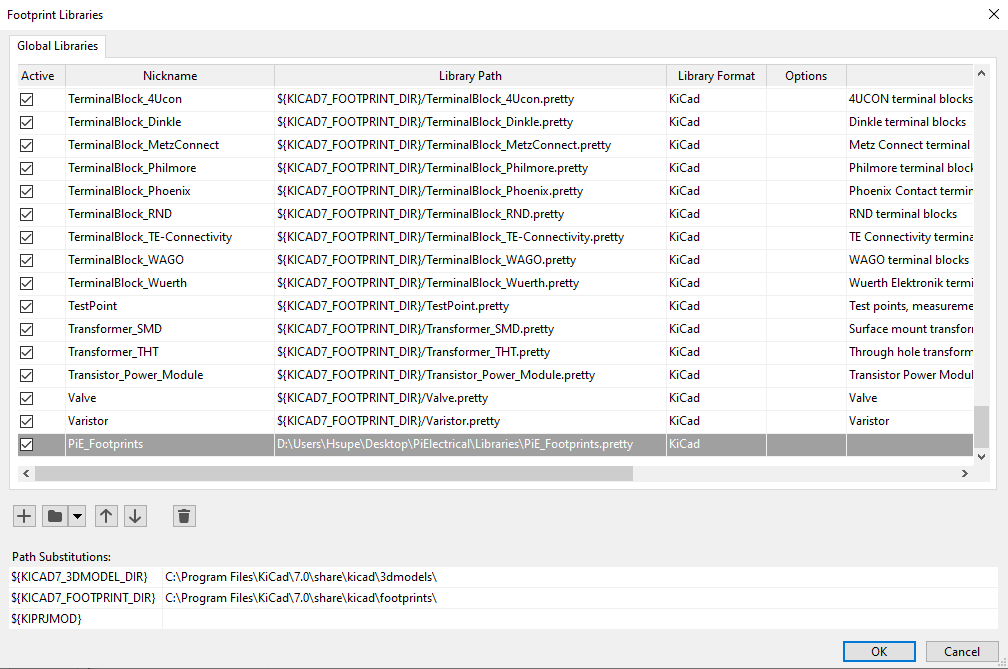 Footprint Libraries
Global Libraries
Active Nickname Library Path Library Format Options
TerminalBlock_4Ucon ${KICAD7_FOOTPRINT_DIR}/TerminalBlock_4Ucon.pretty KiCad 4UCON terminal blocks
TerminalBlock_Dinkle ${KICAD7_FOOTPRINT_DIR}/TerminalBlock_Dinkle.pretty KiCad Dinkle terminal blocks
TerminalBlock_MetzConnect ${KICAD7_FOOTPRINT_DIR}/TerminalBlock_MetzConnect.pretty KiCad Metz Connect terminal
TerminalBlock_Philmore ${KICAD7_FOOTPRINT_DIR}/TerminalBlock_Philmore.pretty KiCad Philmore terminal block
TerminalBlock_Phoenix ${KICAD7_FOOTPRINT_DIR}/TerminalBlock_Phoenix.pretty KiCad Phoenix Contact termin
TerminalBlock_RND ${KICAD7_FOOTPRINT_DIR}/TerminalBlock_RND.pretty KiCad RND terminal blocks
TerminalBlock_TE-Connectivity ${KICAD7_FOOTPRINT_DIR}/TerminalBlock_TE-Connectivity.pretty KiCad TE Connectivity termina
TerminalBlock_WAGO ${KICAD7_FOOTPRINT_DIR}/TerminalBlock_WAGO.pretty KiCad WAGO terminal blocks
TerminalBlock_Wuerth ${KICAD7_FOOTPRINT_DIR}/TerminalBlock_Wuerth.pretty KiCad Wuerth Elektronik termi
TestPoint ${KICAD7_FOOTPRINT_DIR}/TestPoint.pretty KiCad Test points, measureme
Transformer_SMD ${KICAD7_FOOTPRINT_DIR}/Transformer_SMD.pretty KiCad Surface mount transfor
Transformer_THT ${KICAD7_FOOTPRINT_DIR}/Transformer_THT.pretty KiCad Through hole transform
Transistor_Power_Module ${KICAD7_FOOTPRINT_DIR}/Transistor_Power_Module.pretty KiCad Transistor Power Modul
Valve ${KICAD7_FOOTPRINT_DIR}/Valve.pretty KiCad Valve
Varistor ${KICAD7_FOOTPRINT_DIR}/Varistor.pretty KiCad Varistor
PiE_Footprints D:\Users\Hsupe\Desktop\PiElectrical\Libraries\PiE_Footprints.pretty KiCad
Path Substitutions:
${KICAD7_3DMODEL_DIR} C:\Program Files\KiCad\7.0\share\kicad\3dmodels\
${KICAD7_FOOTPRINT_DIR} C:\Program Files\KiCad\7.0\share\kicad\footprints\
${KIPRJMOD}
OK Cancel